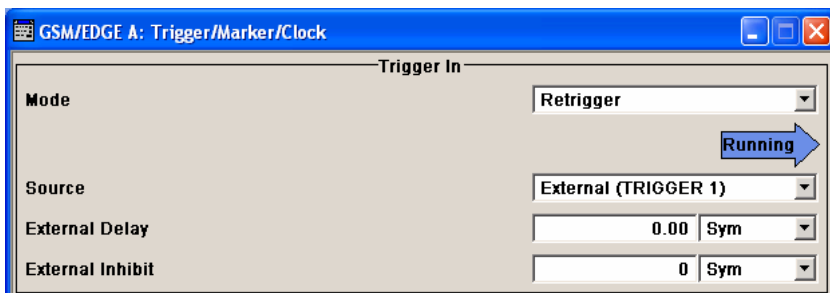 GSM/EDGE A: Trigger/Marker/Clock
Trigger In
Mode Retrigger
Running
Source External (TRIGGER 1)
External Delay 0.00 Sym
External Inhibit 0 Sym